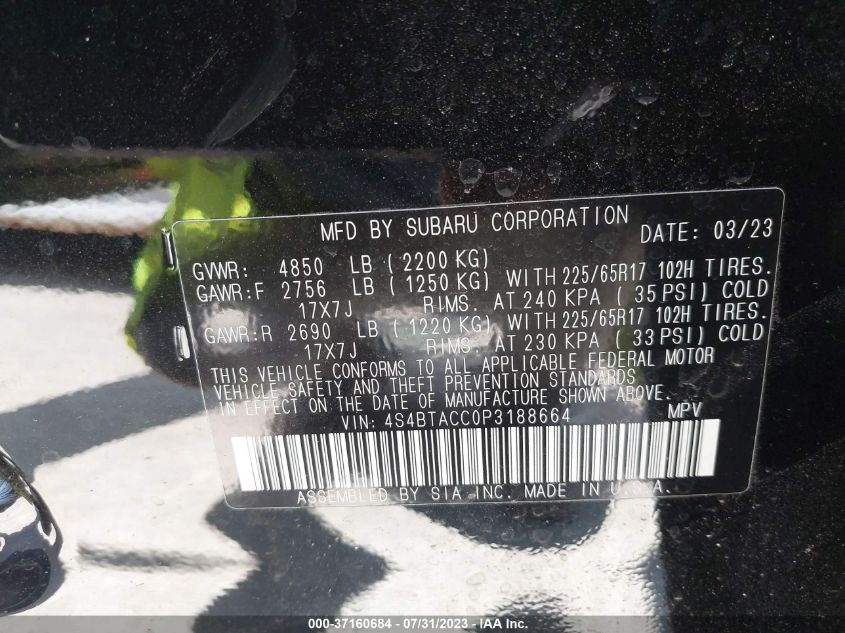 MFD BY SUBARU CORPORATION DATE: 03/23
GVWR: 4850 LB ( 2200 KG)
GAWR:F 2756 LB ( 1250 KG) WITH 225/65R17 102H TIRES.
17X7J RIMS. AT 240 KPA ( 35 PSI) COLD
GAWR:R 2690 LB ( 1220 KG) WITH 225/65R17 102H TIRES.
17X7J RIMS. AT 230 KPA ( 33 PSI) COLD
THIS VEHICLE CONFORMS TO ALL APPLICABLE FEDERAL MOTOR
VEHICLE SAFETY AND THEFT PREVENTION STANDARDS
IN EFFECT ON THE DATE OF MANUFACTURE SHOWN ABOVE.
VIN: 4S4BTACC0P3188664 MPV
ASSEMBLED BY SIA INC. MADE IN U.S.A.
000-37160684 - 07/31/2023 - © IAA Inc.